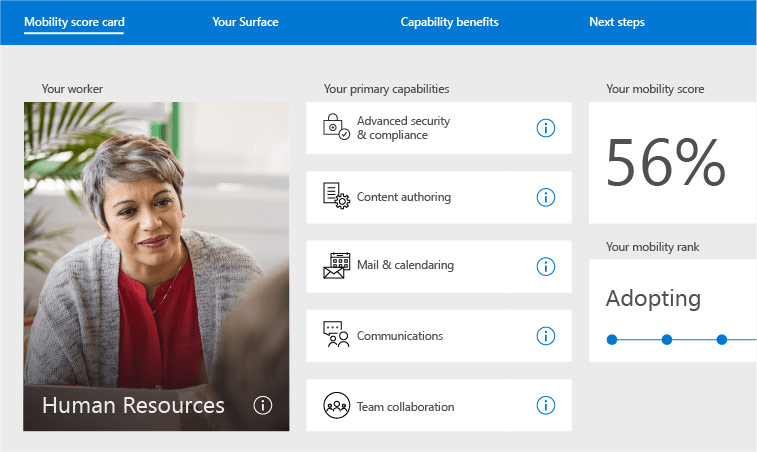 Mobility score card
Your Surface
Capability benefits
Next steps
Your worker
Human Resources
Your primary capabilities
Advanced security
& compliance
Content authoring
Mail & calendaring
Communications
Team collaboration
Your mobility score
56%
Your mobility rank
Adopting